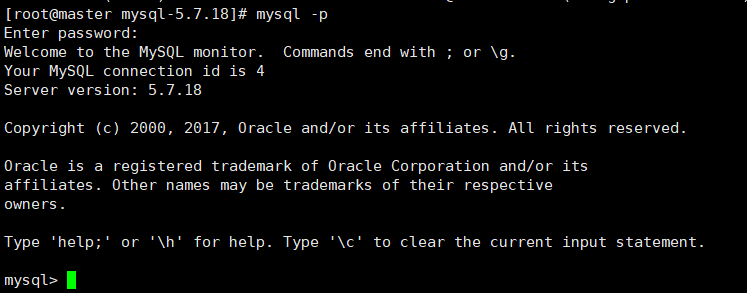 [root@master mysql-5.7.18]# mysql -p
Enter password:
Welcome to the MySQL monitor.  Commands end with ; or \g.
Your MySQL connection id is 4
Server version: 5.7.18
Copyright (c) 2000, 2017, Oracle and/or its affiliates. All rights reserved.
Oracle is a registered trademark of Oracle Corporation and/or its
affiliates. Other names may be trademarks of their respective
owners.
Type 'help;' or '\h' for help. Type '\c' to clear the current input statement.
mysql>